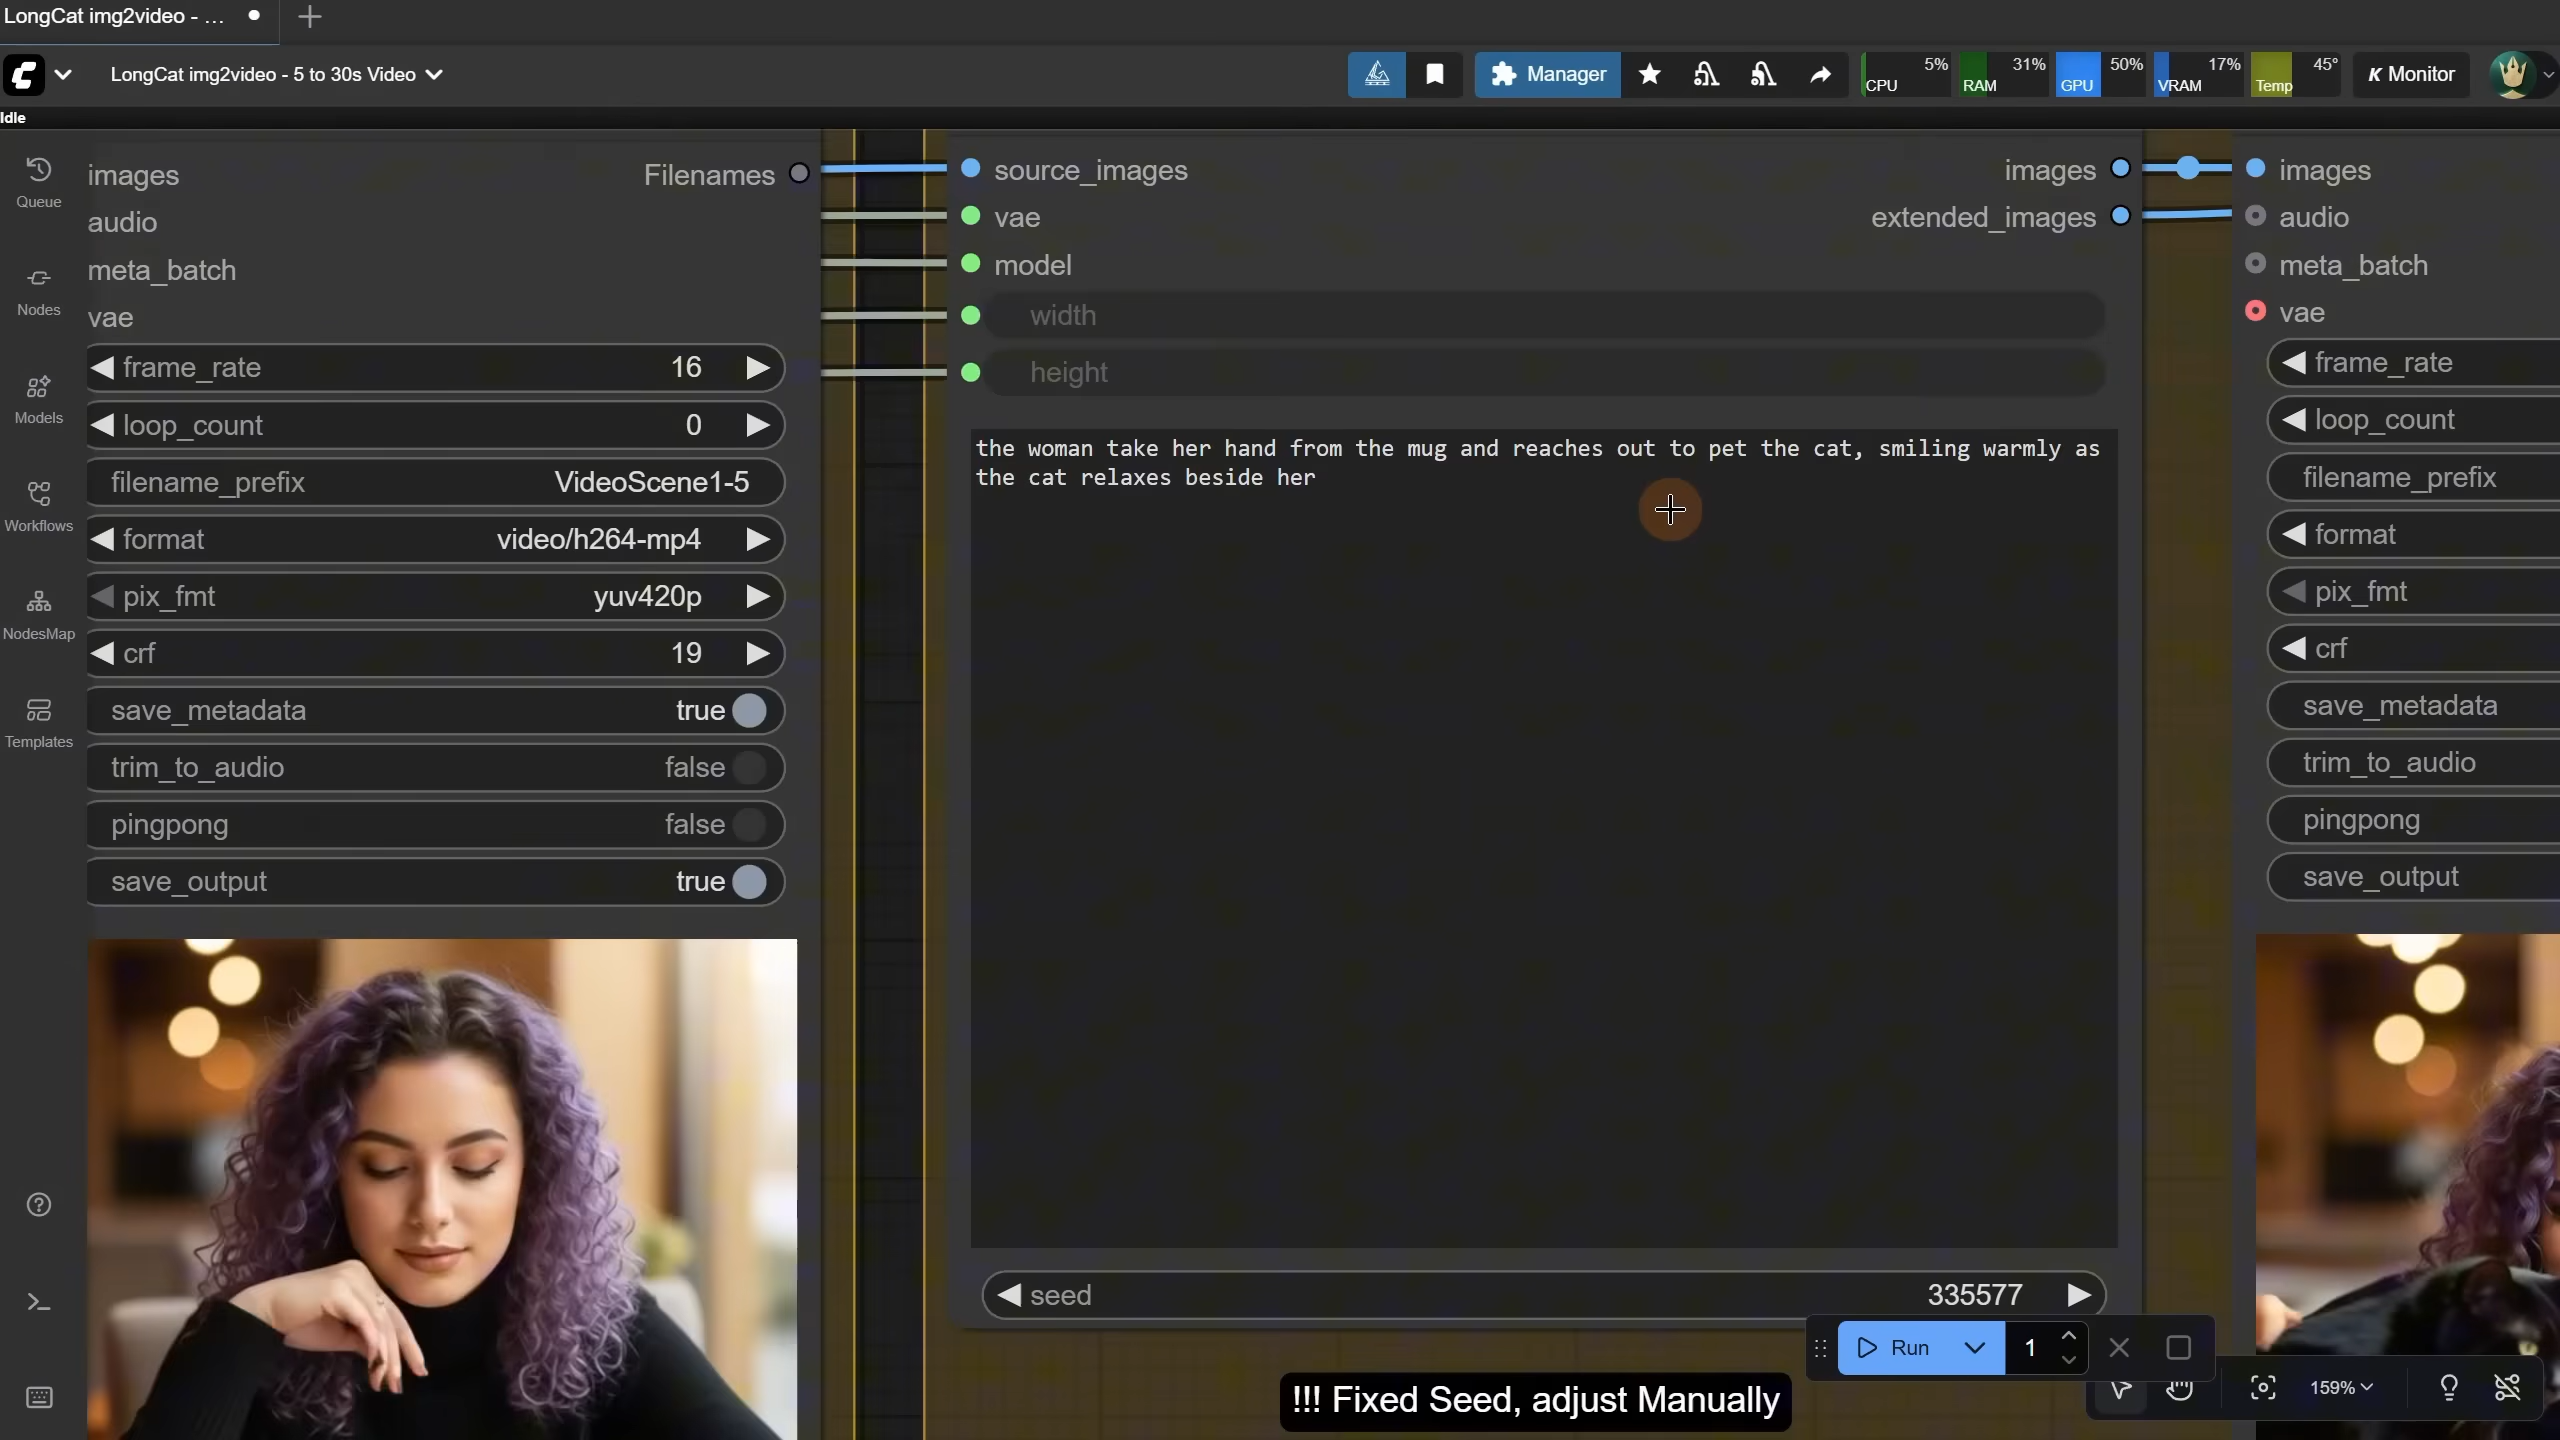 LongCat img2video - ...
LongCat img2video - 5 to 30s Video
Manager
CPU 5%
RAM 31%
GPU 50%
VRAM 17%
Temp 45°
K Monitor
Idle
Queue
Nodes
Models
Workflows
NodesMap
Templates
images
Filenames
audio
meta_batch
vae
frame_rate 16
loop_count 0
filename_prefix VideoScene1-5
format video/h264-mp4
pix_fmt yuv420p
crf 19
save_metadata true
trim_to_audio false
pingpong false
save_output true
source_images
images
vae
extended_images
model
width
height
the woman take her hand from the mug and reaches out to pet the cat, smiling warmly as
the cat relaxes beside her
seed 335577
images
audio
meta_batch
vae
frame_rate
loop_count
filename_prefix
format
pix_fmt
crf
save_metadata
trim_to_audio
pingpong
save_output
Run 1
159%
!!! Fixed Seed, adjust Manually